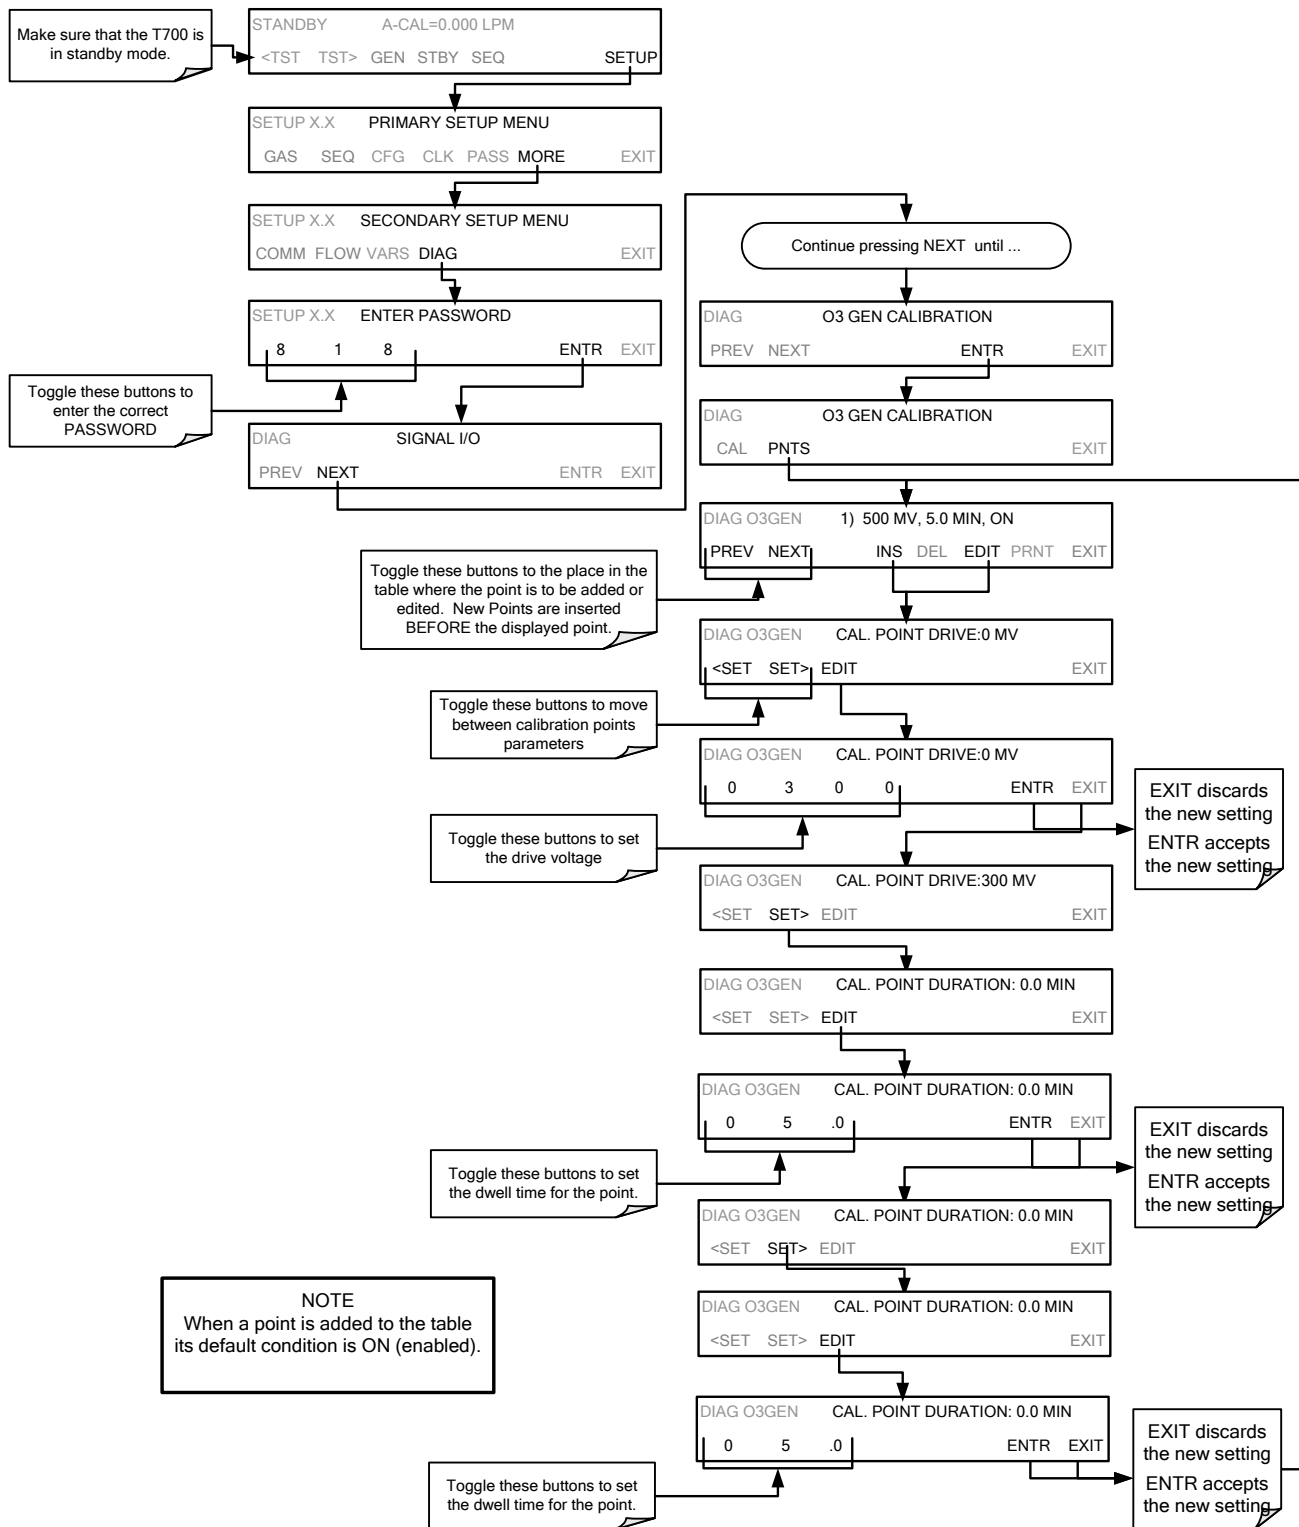 Make sure that the T700 is
in standby mode.
STANDBY A-CAL=0.000 LPM
<TST TST> GEN STBY SEQ SETUP
SETUP X.X PRIMARY SETUP MENU
GAS SEQ CFG CLK PASS MORE EXIT
SETUP X.X SECONDARY SETUP MENU
COMM FLOW VARS DIAG EXIT
SETUP X.X ENTER PASSWORD
8 1 8 ENTR EXIT
Toggle these buttons to
enter the correct
PASSWORD
DIAG SIGNAL I/O
PREV NEXT ENTR EXIT
Continue pressing NEXT until ...
DIAG O3 GEN CALIBRATION
PREV NEXT ENTR EXIT
DIAG O3 GEN CALIBRATION
CAL PNTS EXIT
DIAG O3GEN 1) 500 MV, 5.0 MIN, ON
PREV NEXT INS DEL EDIT PRNT EXIT
Toggle these buttons to the place in the
table where the point is to be added or
edited. New Points are inserted
BEFORE the displayed point.
DIAG O3GEN CAL. POINT DRIVE:0 MV
<SET SET> EDIT EXIT
Toggle these buttons to move
between calibration points
parameters
DIAG O3GEN CAL. POINT DRIVE:0 MV
0 3 0 0 ENTR EXIT
EXIT discards
the new setting
ENTR accepts
the new setting
Toggle these buttons to set
the drive voltage
DIAG O3GEN CAL. POINT DRIVE:300 MV
<SET SET> EDIT EXIT
DIAG O3GEN CAL. POINT DURATION: 0.0 MIN
<SET SET> EDIT EXIT
DIAG O3GEN CAL. POINT DURATION: 0.0 MIN
0 5 .0 ENTR EXIT
EXIT discards
the new setting
ENTR accepts
the new setting
Toggle these buttons to set
the dwell time for the point.
DIAG O3GEN CAL. POINT DURATION: 0.0 MIN
<SET SET> EDIT EXIT
NOTE
When a point is added to the table
its default condition is ON (enabled).
DIAG O3GEN CAL. POINT DURATION: 0.0 MIN
<SET SET> EDIT EXIT
DIAG O3GEN CAL. POINT DURATION: 0.0 MIN
0 5 .0 ENTR EXIT
EXIT discards
the new setting
ENTR accepts
the new setting
Toggle these buttons to set
the dwell time for the point.